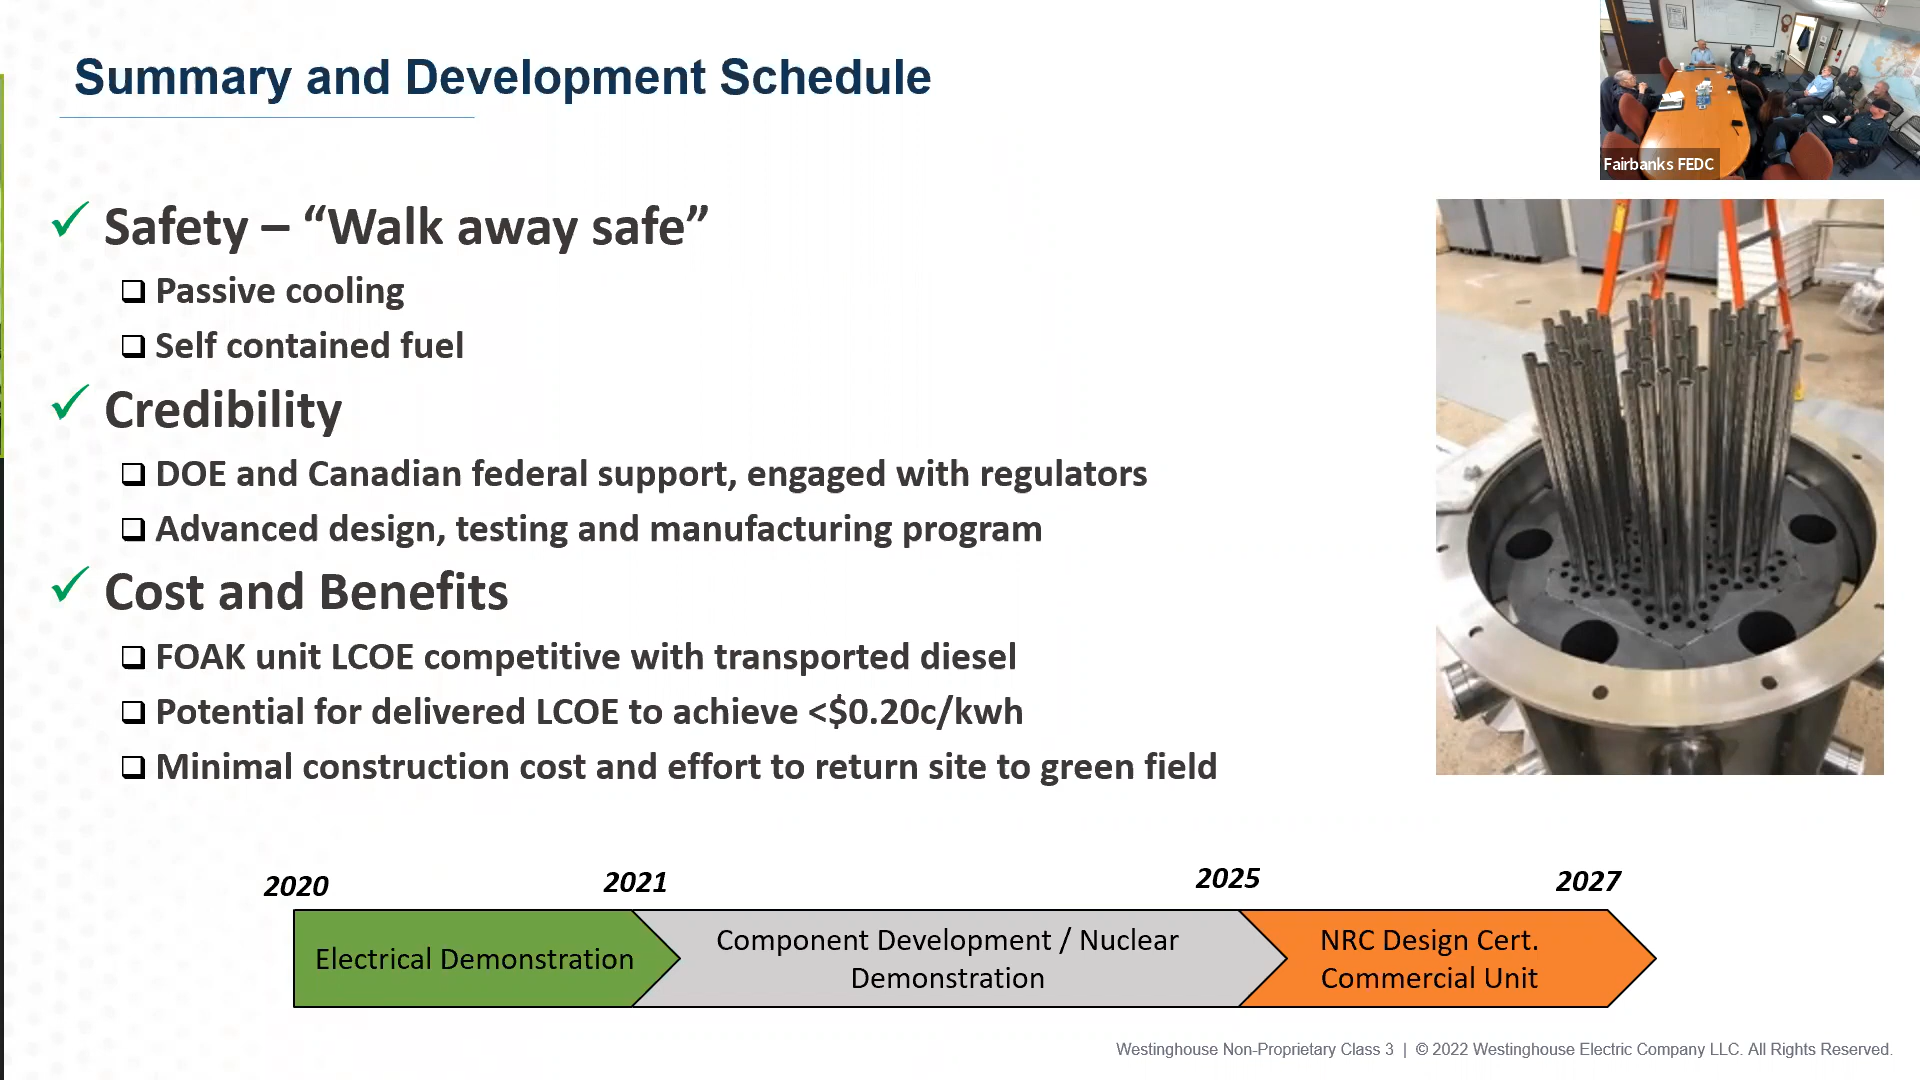 Summary and Development Schedule
Fairbanks FEDC
Safety – “Walk away safe”
Passive cooling
Self contained fuel
Credibility
DOE and Canadian federal support, engaged with regulators
Advanced design, testing and manufacturing program
Cost and Benefits
FOAK unit LCOE competitive with transported diesel
Potential for delivered LCOE to achieve <$0.20c/kwh
Minimal construction cost and effort to return site to green field
2020
2021
2025
2027
Electrical Demonstration
Component Development / Nuclear
Demonstration
NRC Design Cert.
Commercial Unit
Westinghouse Non-Proprietary Class 3 | © 2022 Westinghouse Electric Company LLC. All Rights Reserved.